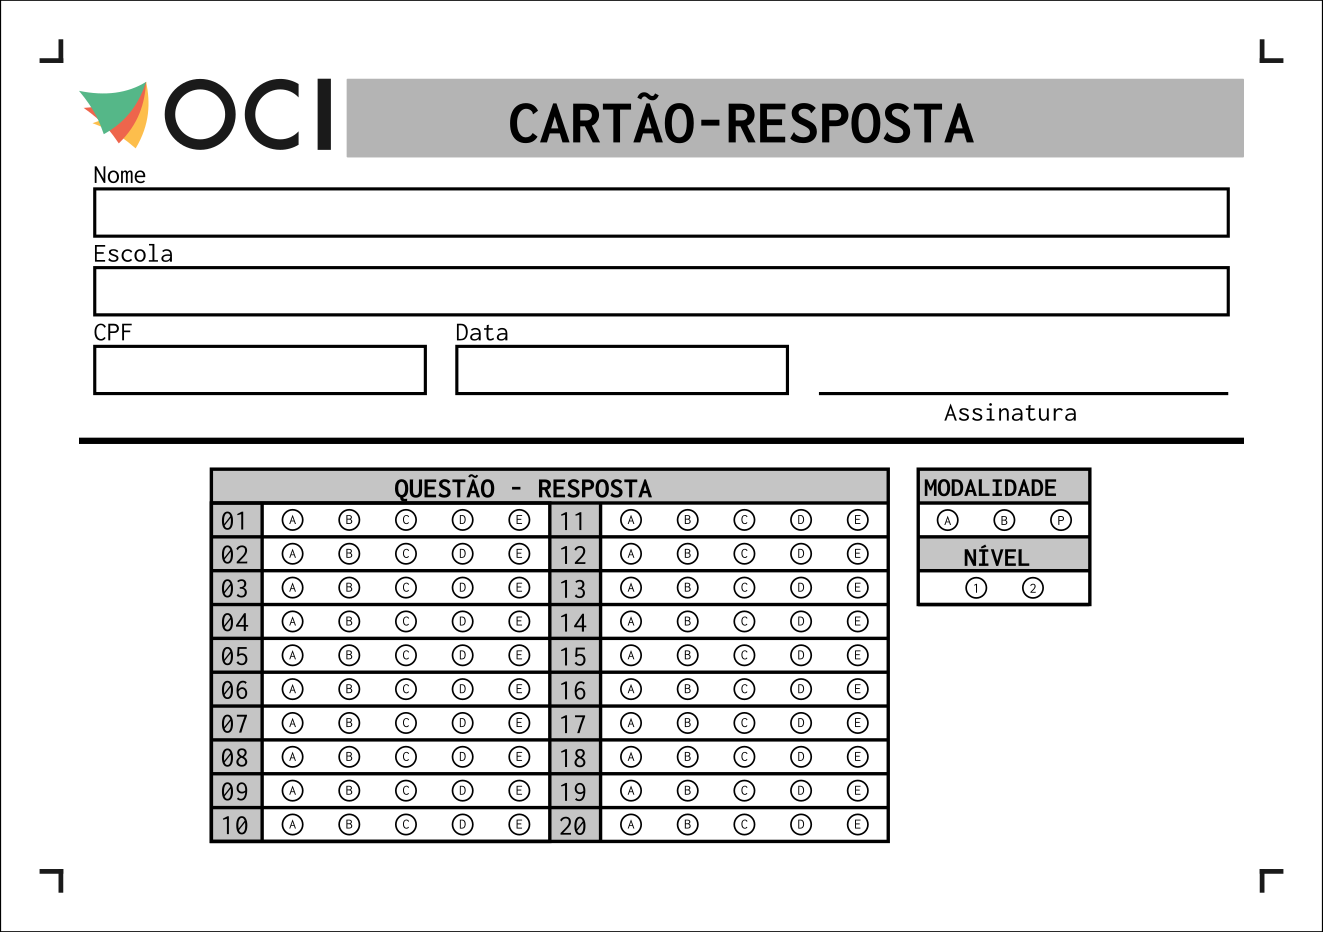 OCI CARTÃO-RESPOSTA
Nome
Escola
CPF Data
Assinatura
QUESTÃO - RESPOSTA MODALIDADE
01 A B C D E 11 A B C D E A B P
02 A B C D E 12 A B C D E NÍVEL
03 A B C D E 13 A B C D E 1 2
04 A B C D E 14 A B C D E
05 A B C D E 15 A B C D E
06 A B C D E 16 A B C D E
07 A B C D E 17 A B C D E
08 A B C D E 18 A B C D E
09 A B C D E 19 A B C D E
10 A B C D E 20 A B C D E